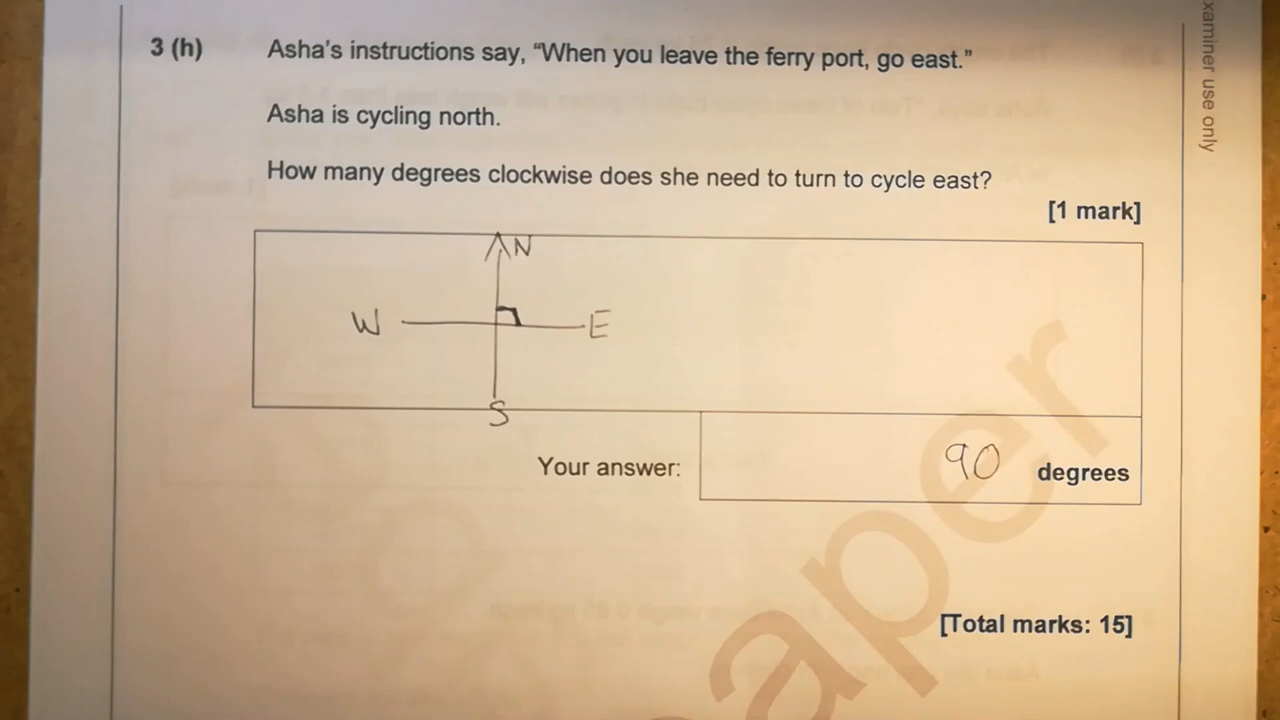 3 (h) Asha's instructions say, “When you leave the ferry port, go east.”
Asha is cycling north.
How many degrees clockwise does she need to turn to cycle east?
[1 mark]
N
W E
S
Your answer: 90 degrees
[Total marks: 15]
xaminer use only
aper